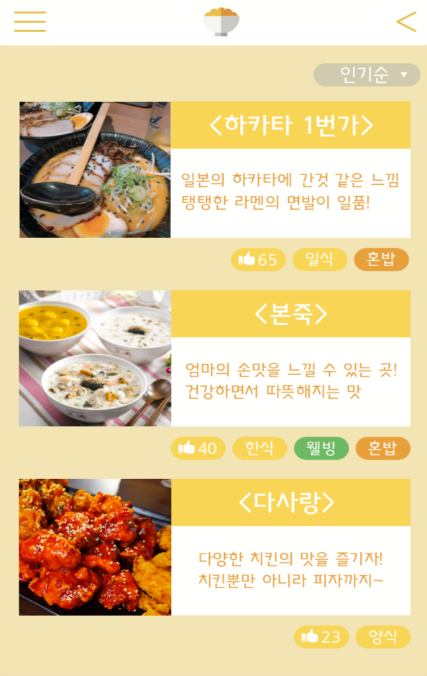 인기순
<하카타 1번가>
일본의 하카타에 간것 같은 느낌
탱탱한 라멘의 면발이 일품!
65 일식 혼밥
<본죽>
엄마의 손맛을 느낄 수 있는 곳!
건강하면서 따뜻해지는 맛
40 한식 웰빙 혼밥
<다사랑>
다양한 치킨의 맛을 즐기자!
치킨뿐만 아니라 피자까지~
23 양식